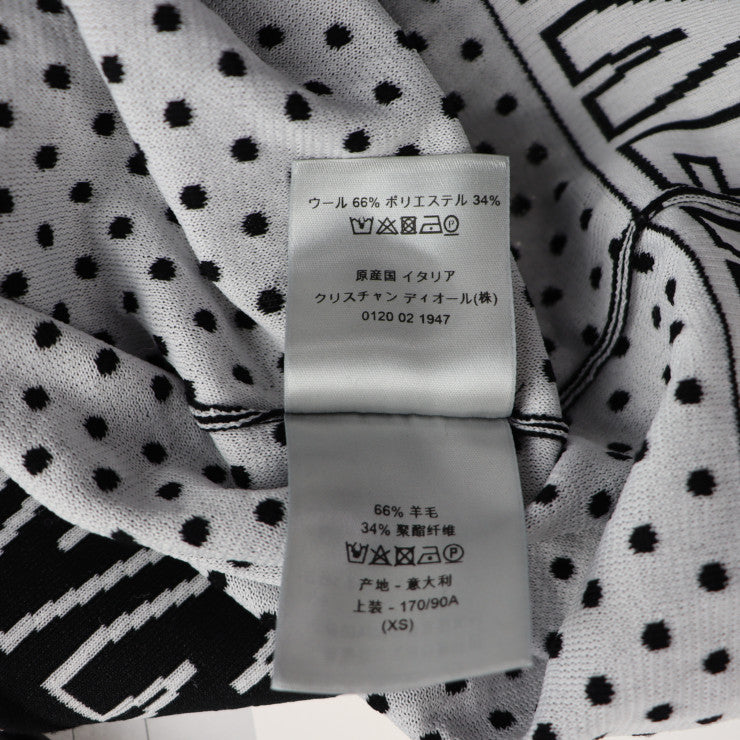 ウール 66% ポリエステル 34%
P
原産国 イタリア
クリスチャン ディオール(株)
0120 02 1947
66% 羊毛
34% 聚酯纤维
P
产地 - 意大利
上装 - 170/90A
(XS)